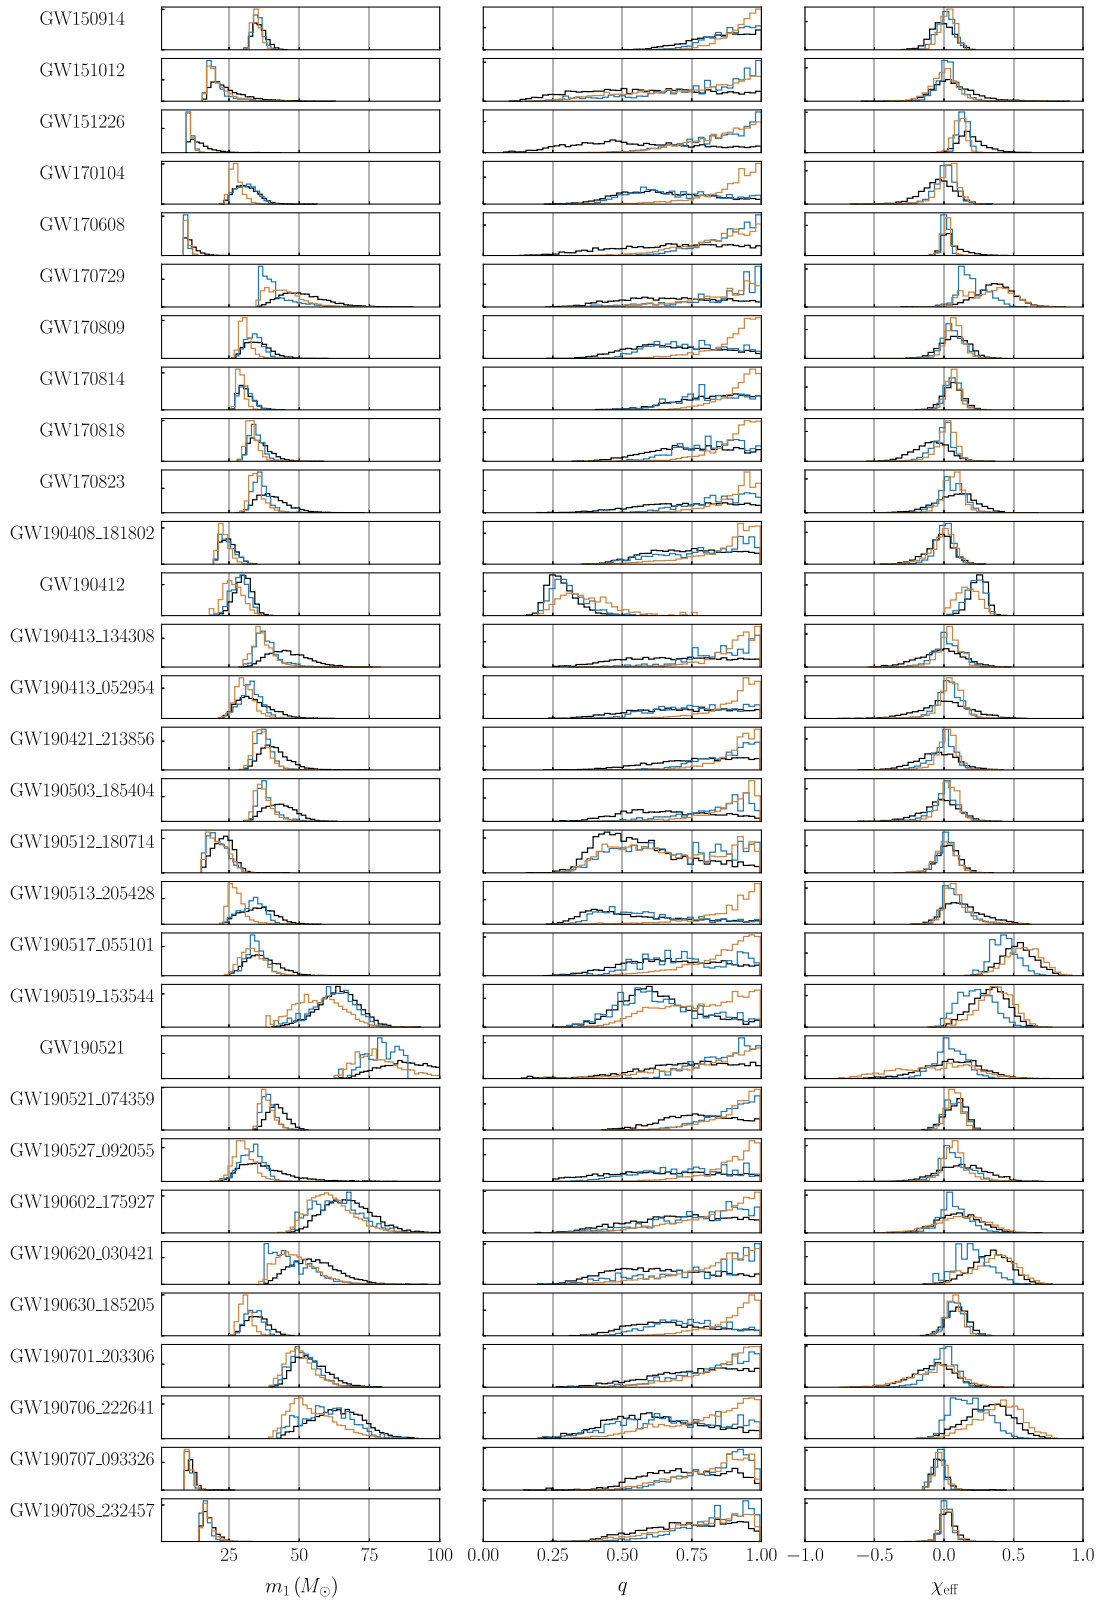 GW150914
GW151012
GW151226
GW170104
GW170608
GW170729
GW170809
GW170814
GW170818
GW170823
GW190408_181802
GW190412
GW190413_134308
GW190413_052954
GW190421_213856
GW190503_185404
GW190512_180714
GW190513_205428
GW190517_055101
GW190519_153544
GW190521
GW190521_074359
GW190527_092055
GW190602_175927
GW190620_030421
GW190630_185205
GW190701_203306
GW190706_222641
GW190707_093326
GW190708_232457
25 50 75 100 0.00 0.25 0.50 0.75 1.00 −1.0 −0.5 0.0 0.5 1.0
m₁ (M⊙) q χeff